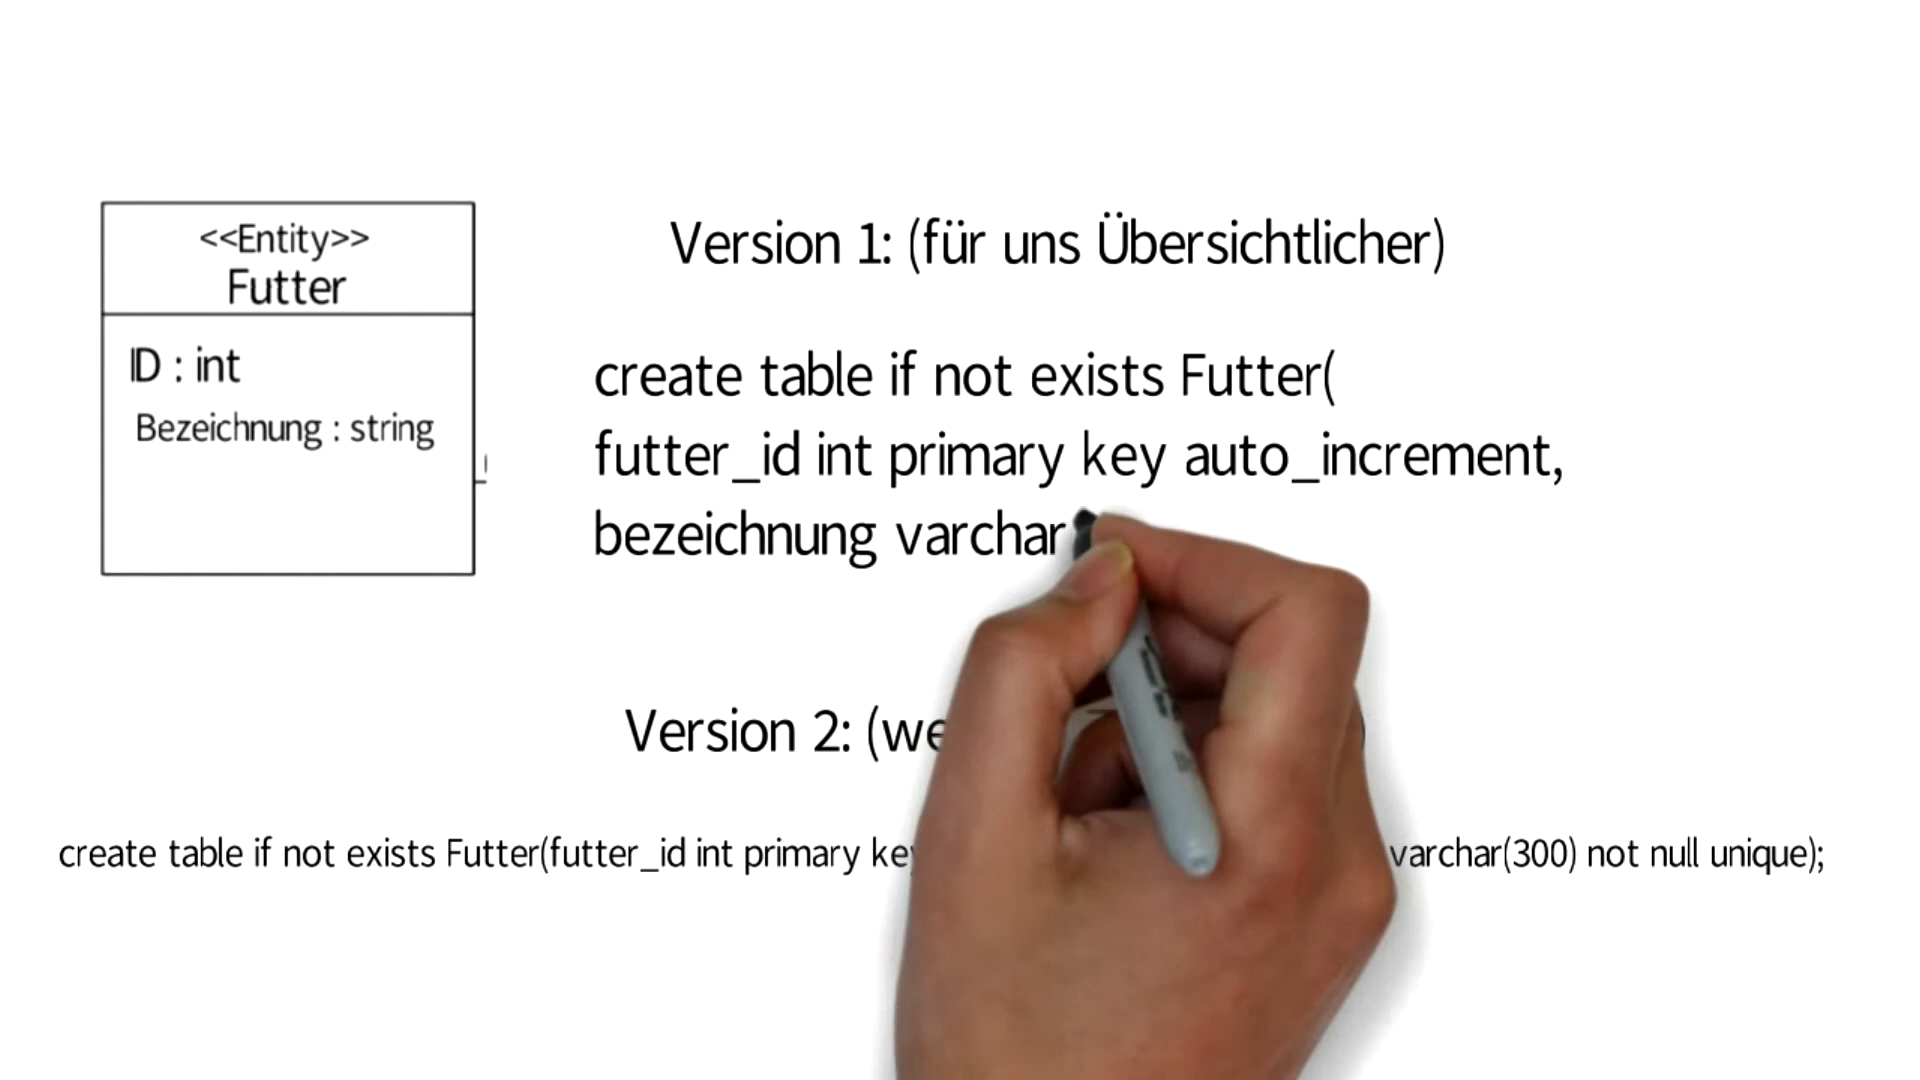 <<Entity>>
Futter
ID : int
Bezeichnung : string
Version 1: (für uns Übersichtlicher)
create table if not exists Futter(
futter_id int primary key auto_increment,
bezeichnung varchar
Version 2: (we
create table if not exists Futter(futter_id int primary key varchar(300) not null unique);